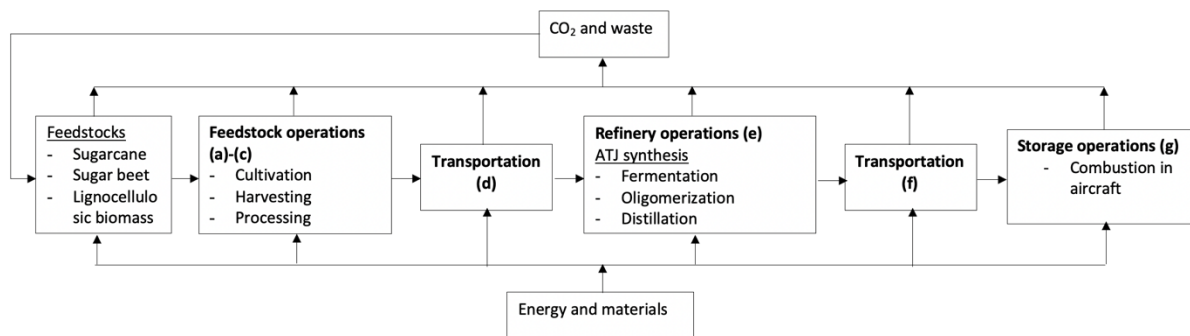 CO₂ and waste
Feedstocks
- Sugarcane
- Sugar beet
- Lignocellulo
sic biomass
Feedstock operations
(a)-(c)
- Cultivation
- Harvesting
- Processing
Transportation
(d)
Refinery operations (e)
ATJ synthesis
- Fermentation
- Oligomerization
- Distillation
Transportation
(f)
Storage operations (g)
- Combustion in
aircraft
Energy and materials